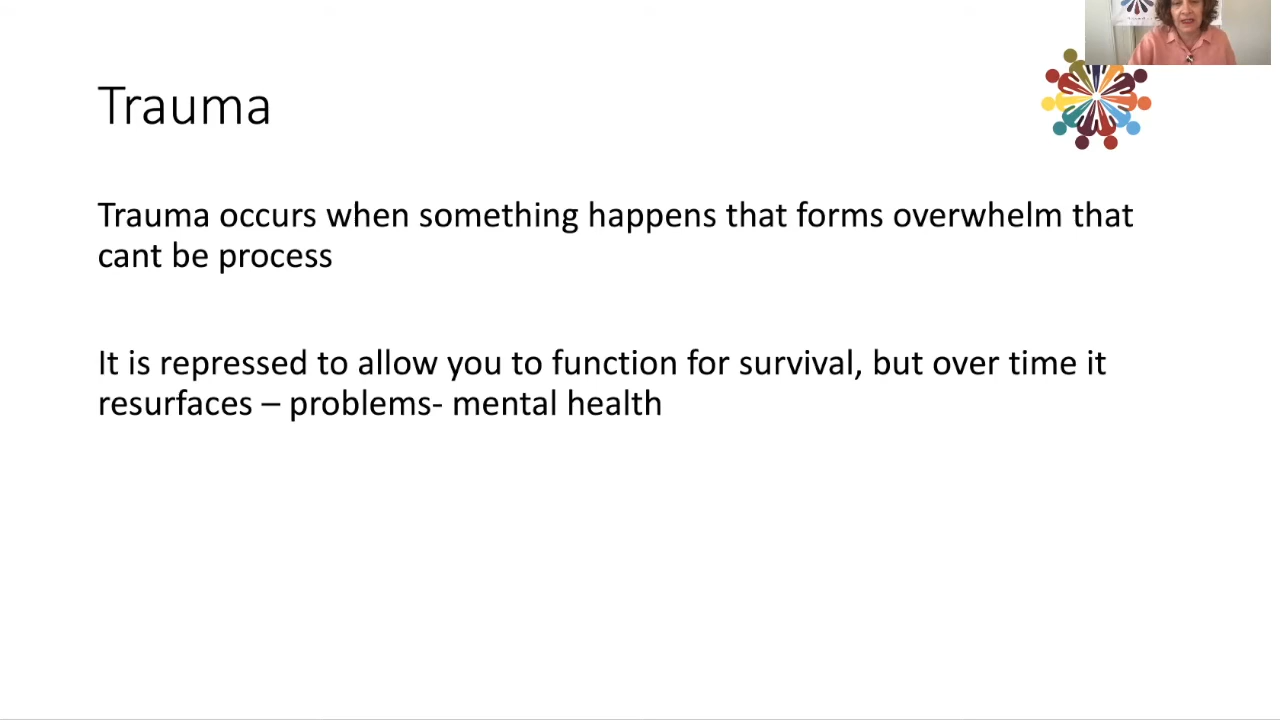 Trauma
Trauma occurs when something happens that forms overwhelm that
cant be process
It is repressed to allow you to function for survival, but over time it
resurfaces – problems- mental health